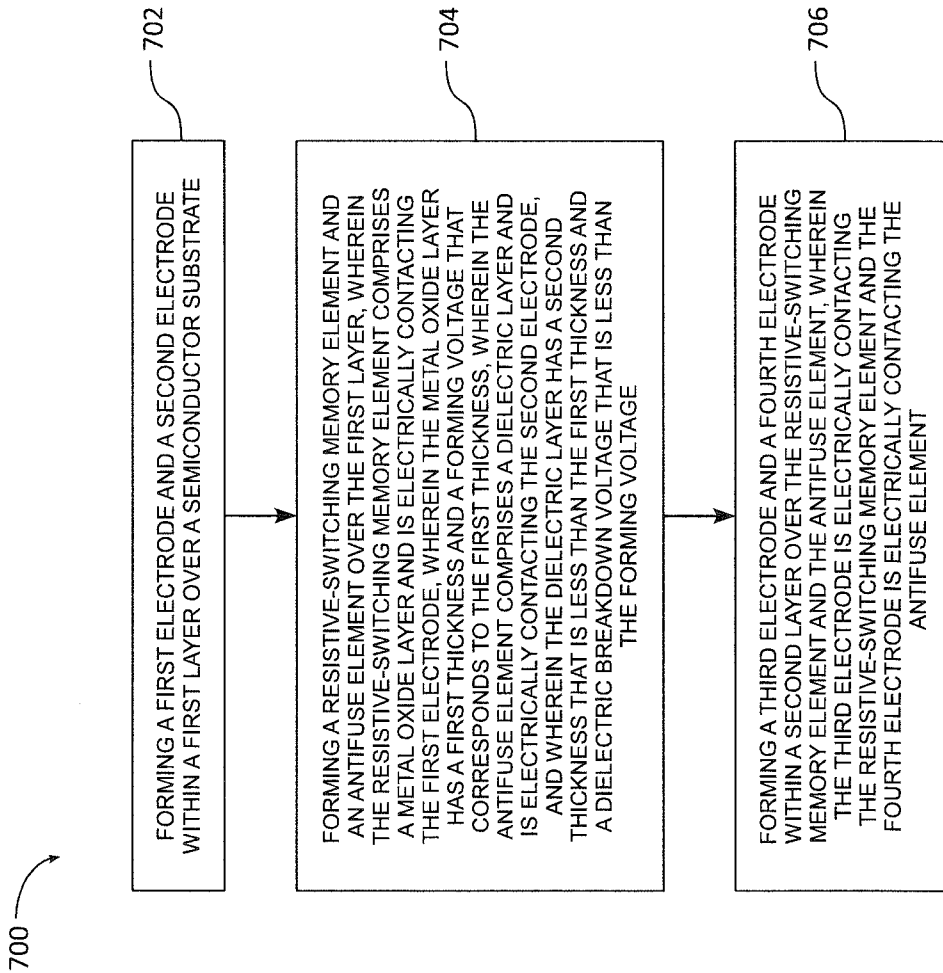 700
702
FORMING A FIRST ELECTRODE AND A SECOND ELECTRODE
WITHIN A FIRST LAYER OVER A SEMICONDUCTOR SUBSTRATE
704
FORMING A RESISTIVE-SWITCHING MEMORY ELEMENT AND
AN ANTIFUSE ELEMENT OVER THE FIRST LAYER, WHEREIN
THE RESISTIVE-SWITCHING MEMORY ELEMENT COMPRISES
A METAL OXIDE LAYER AND IS ELECTRICALLY CONTACTING
THE FIRST ELECTRODE, WHEREIN THE METAL OXIDE LAYER
HAS A FIRST THICKNESS AND A FORMING VOLTAGE THAT
CORRESPONDS TO THE FIRST THICKNESS, WHEREIN THE
ANTIFUSE ELEMENT COMPRISES A DIELECTRIC LAYER AND
IS ELECTRICALLY CONTACTING THE SECOND ELECTRODE,
AND WHEREIN THE DIELECTRIC LAYER HAS A SECOND
THICKNESS THAT IS LESS THAN THE FIRST THICKNESS AND
A DIELECTRIC BREAKDOWN VOLTAGE THAT IS LESS THAN
THE FORMING VOLTAGE
706
FORMING A THIRD ELECTRODE AND A FOURTH ELECTRODE
WITHIN A SECOND LAYER OVER THE RESISTIVE-SWITCHING
MEMORY ELEMENT AND THE ANTIFUSE ELEMENT, WHEREIN
THE THIRD ELECTRODE IS ELECTRICALLY CONTACTING
THE RESISTIVE-SWITCHING MEMORY ELEMENT AND THE
FOURTH ELECTRODE IS ELECTRICALLY CONTACTING THE
ANTIFUSE ELEMENT